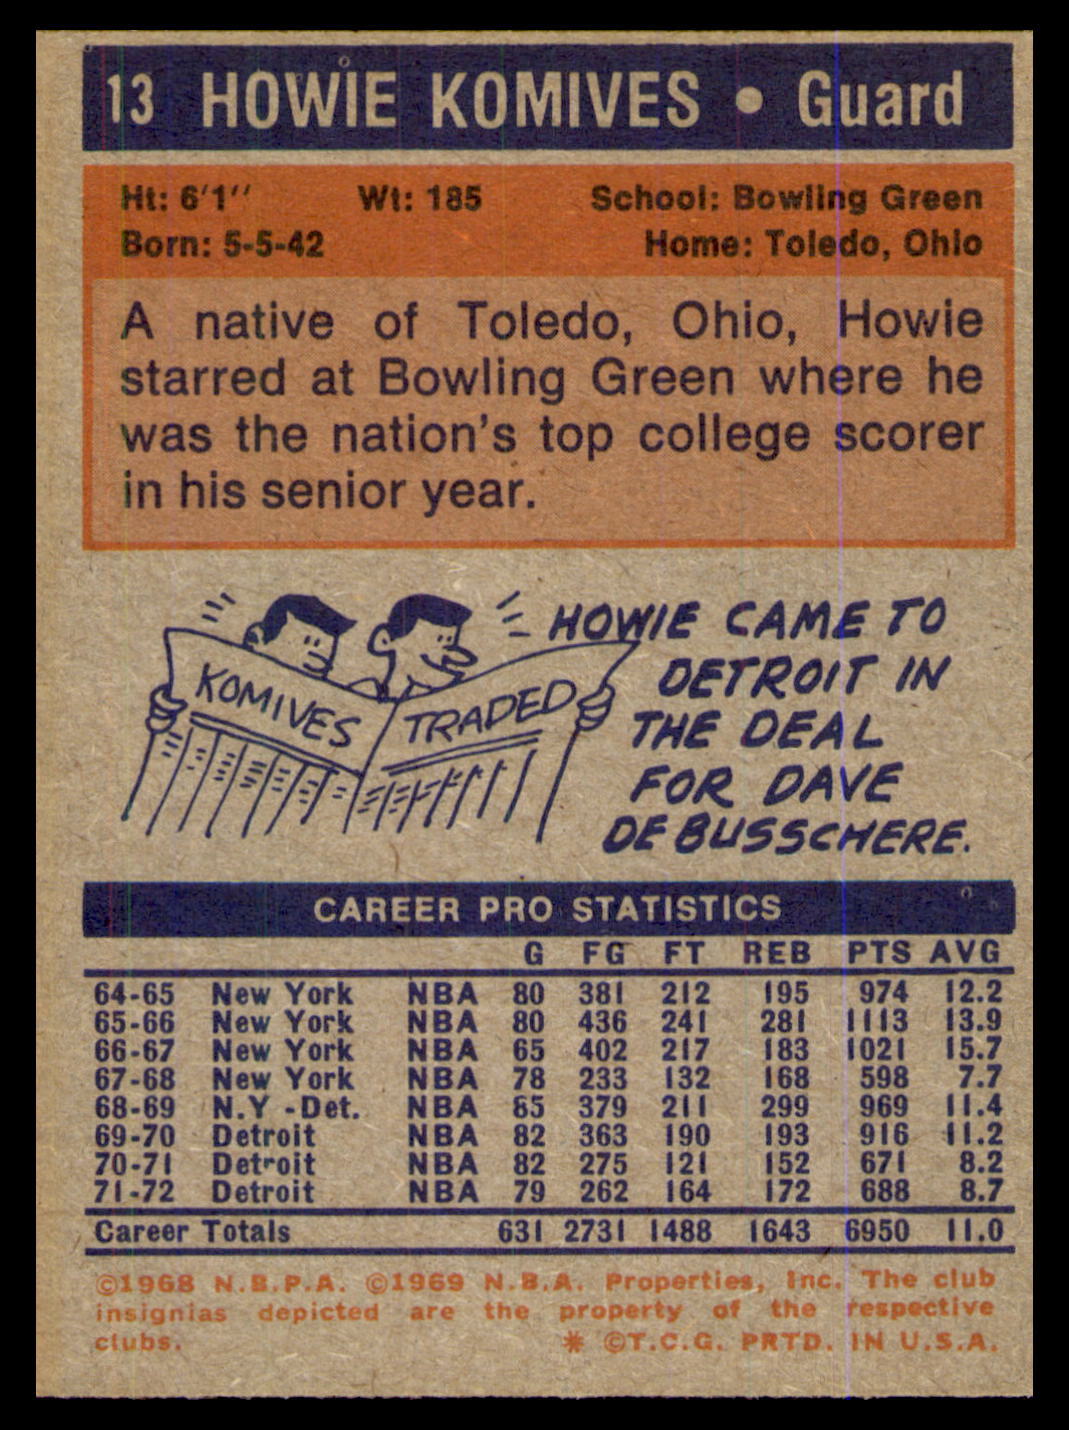 13 HOWIE KOMIVES • Guard
Ht: 6'1'' Wt: 185 School: Bowling Green
Born: 5-5-42 Home: Toledo, Ohio
A native of Toledo, Ohio, Howie
starred at Bowling Green where he
was the nation's top college scorer
in his senior year.
KOMIVES TRADED
HOWIE CAME TO
DETROIT IN
THE DEAL
FOR DAVE
DE BUSSCHERE.
CAREER PRO STATISTICS
G FG FT REB PTS AVG
64-65 New York NBA 80 381 212 195 974 12.2
65-66 New York NBA 80 436 241 281 1113 13.9
66-67 New York NBA 65 402 217 183 1021 15.7
67-68 New York NBA 78 233 132 168 598 7.7
68-69 N.Y -Det. NBA 85 379 211 299 969 11.4
69-70 Detroit NBA 82 363 190 193 916 11.2
70-71 Detroit NBA 82 275 121 152 671 8.2
71-72 Detroit NBA 79 262 164 172 688 8.7
Career Totals 631 2731 1488 1643 6950 11.0
©1968 N.B.P.A. ©1969 N.B.A. Properties, Inc. The club
insignias depicted are the property of the respective
clubs. * ©T.C.G. PRTD. IN U.S.A.